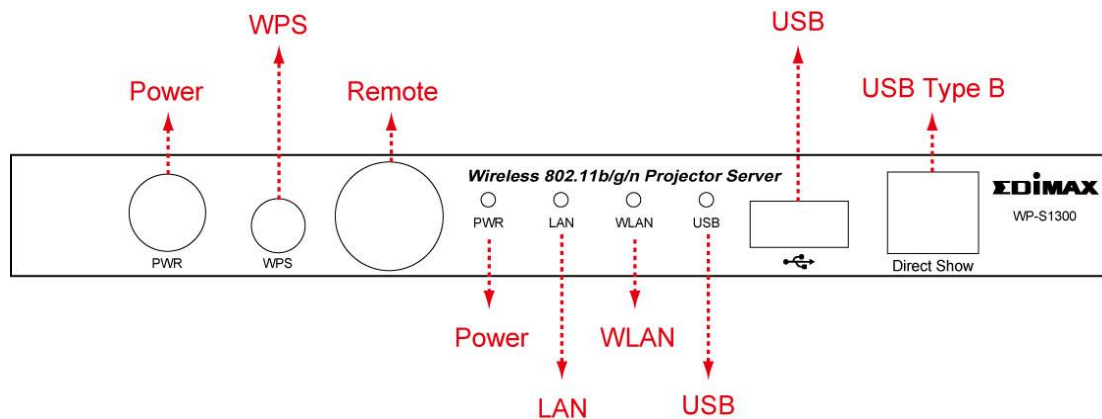 WPS
USB
Power
Remote
USB Type B
Wireless 802.11b/g/n Projector Server
EDIMAX
WP-S1300
PWR
WPS
PWR
LAN
WLAN
USB
Direct Show
Power
WLAN
LAN
USB